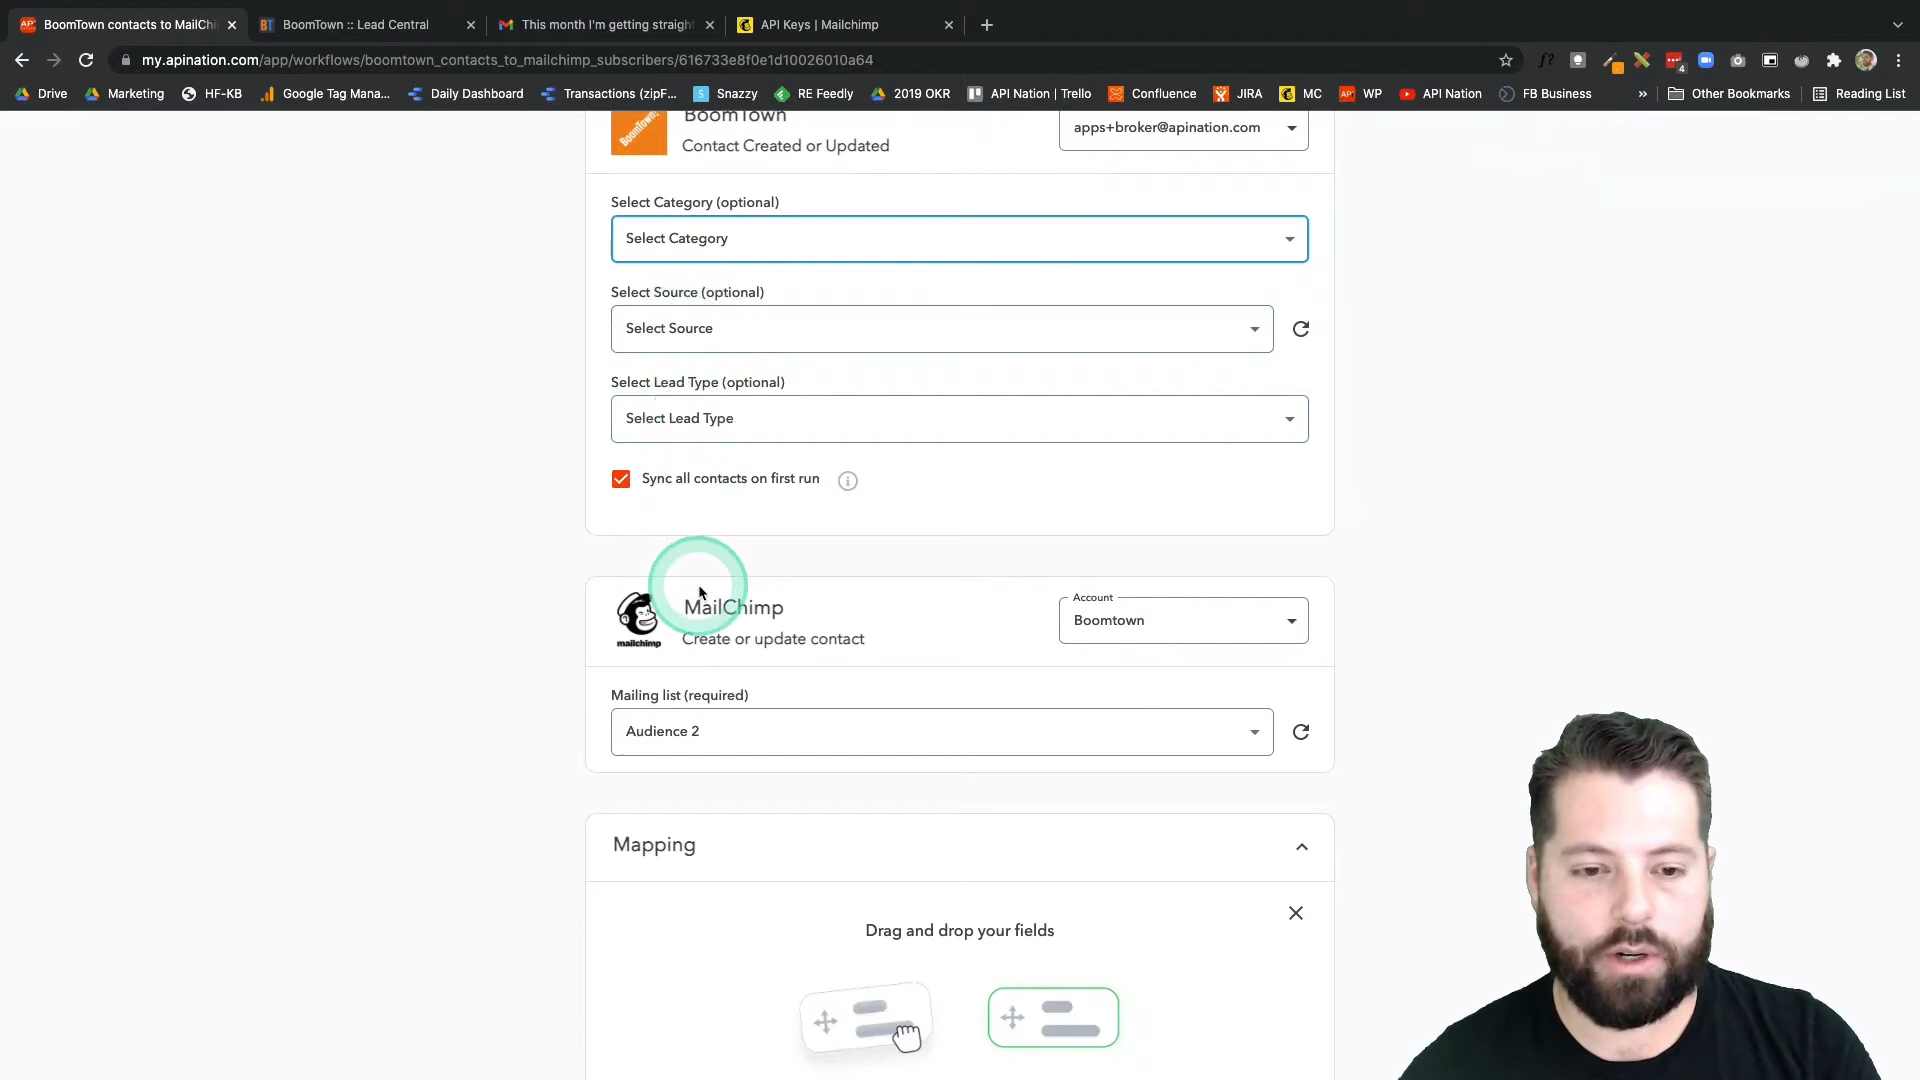 BoomTown contacts to MailChi
BoomTown :: Lead Central
This month I'm getting straight
API Keys | Mailchimp
my.apination.com/app/workflows/boomtown_contacts_to_mailchimp_subscribers/616733e8f0e1d10026010a64
Drive
Marketing
HF-KB
Google Tag Mana...
Daily Dashboard
Transactions (zipF...
Snazzy
RE Feedly
2019 OKR
API Nation | Trello
Confluence
JIRA
MC
WP
API Nation
FB Business
»
Other Bookmarks
Reading List
BoomTown
BoomTown
Contact Created or Updated
apps+broker@apination.com
Select Category (optional)
Select Category
Select Source (optional)
Select Source
Select Lead Type (optional)
Select Lead Type
Sync all contacts on first run
mailchimp
MailChimp
Create or update contact
Account
Boomtown
Mailing list (required)
Audience 2
Mapping
Drag and drop your fields